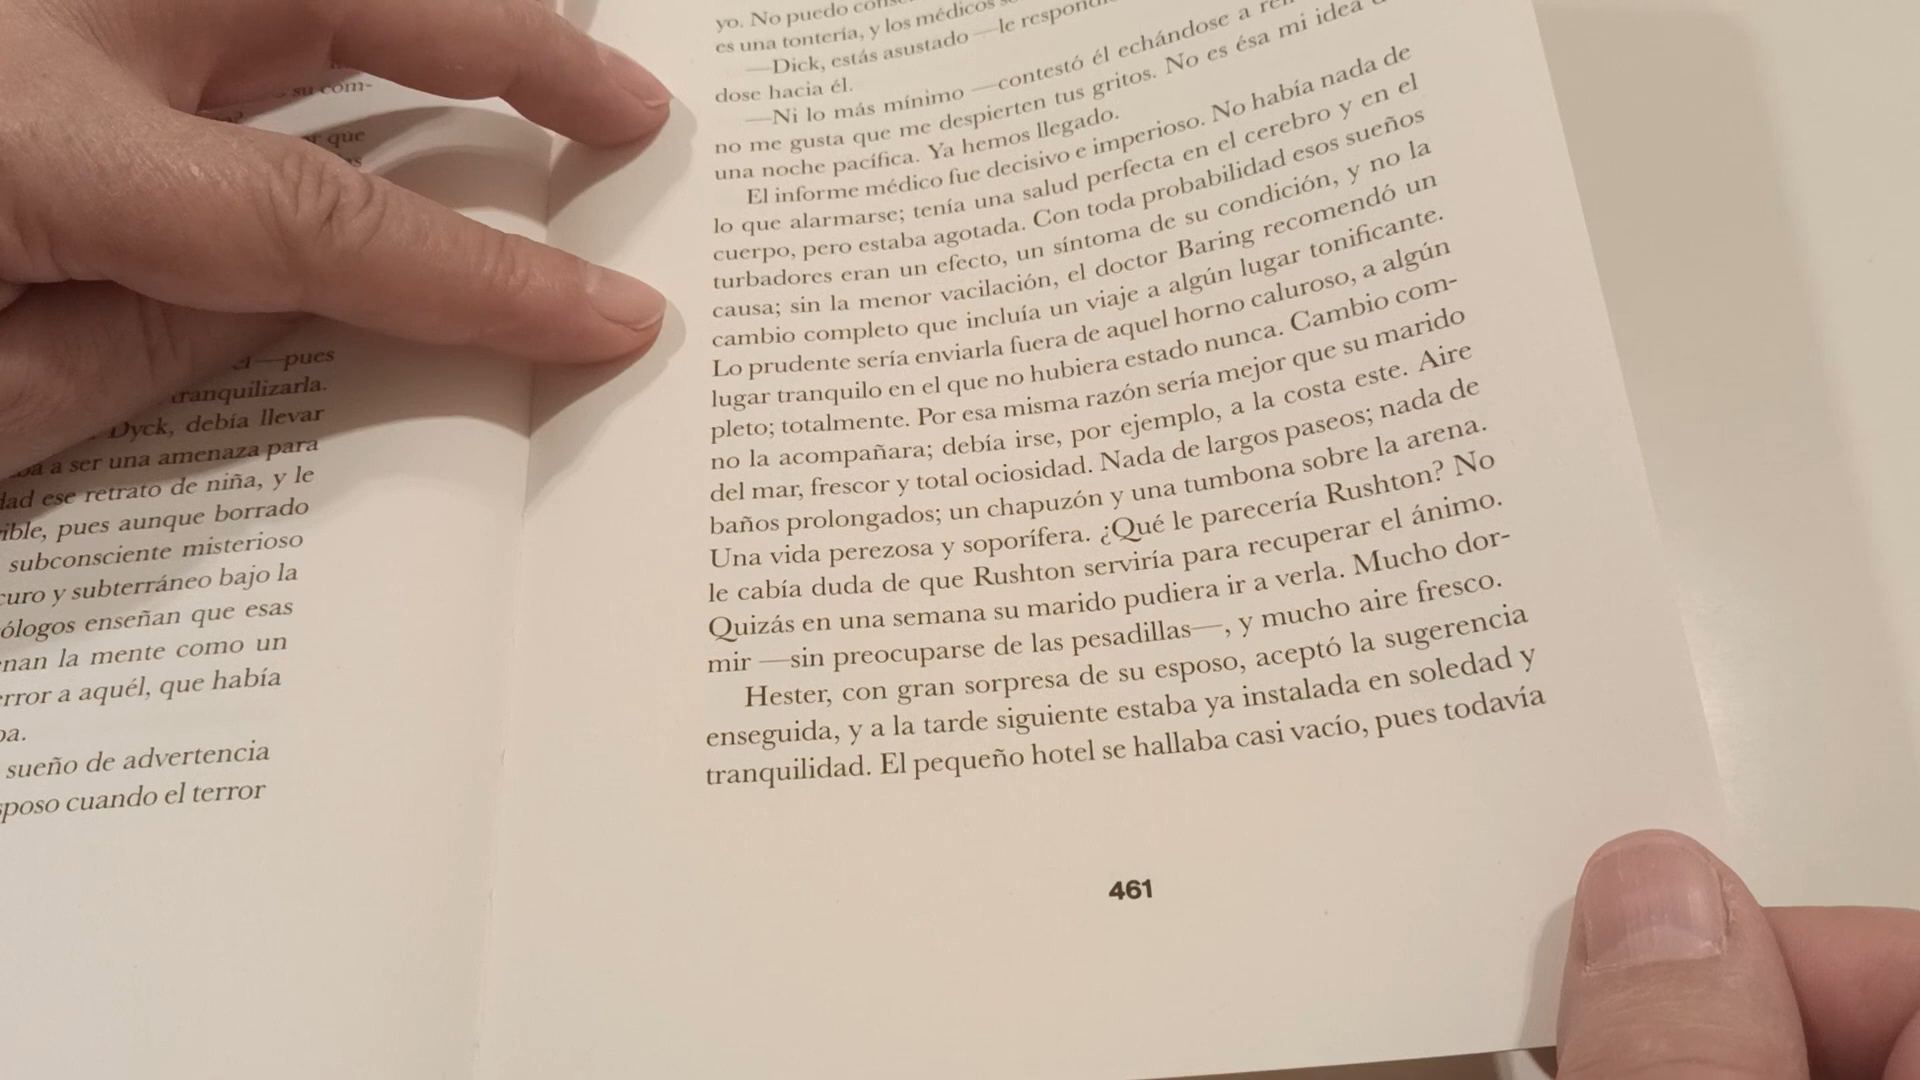 su com-
que
pues
tranquilizarla.
Dyck, debía llevar
a ser una amenaza para
ese retrato de niña, y le
pues aunque borrado
subconsciente misterioso
y subterráneo bajo la
enseñan que esas
la mente como un
a aquél, que había
sueño de advertencia
cuando el terror
yo. No puedo
es una tontería, y los médicos
—Dick, estás asustado —le
dose hacia él.
—Ni lo más mínimo —contestó él echándose a
no me gusta que me despierten tus gritos. No es ésa mi idea
una noche pacífica. Ya hemos llegado.
El informe médico fue decisivo e imperioso. No había nada de
lo que alarmarse; tenía una salud perfecta en el cerebro y en el
cuerpo, pero estaba agotada. Con toda probabilidad esos sueños
turbadores eran un efecto, un síntoma de su condición, y no la
causa; sin la menor vacilación, el doctor Baring recomendó un
cambio completo que incluía un viaje a algún lugar tonificante.
Lo prudente sería enviarla fuera de aquel horno caluroso, a algún
lugar tranquilo en el que no hubiera estado nunca. Cambio com-
pleto; totalmente. Por esa misma razón sería mejor que su marido
no la acompañara; debía irse, por ejemplo, a la costa este. Aire
del mar, frescor y total ociosidad. Nada de largos paseos; nada de
baños prolongados; un chapuzón y una tumbona sobre la arena.
Una vida perezosa y soporífera. ¿Qué le parecería Rushton? No
le cabía duda de que Rushton serviría para recuperar el ánimo.
Quizás en una semana su marido pudiera ir a verla. Mucho dor-
mir —sin preocuparse de las pesadillas—, y mucho aire fresco.
Hester, con gran sorpresa de su esposo, aceptó la sugerencia
enseguida, y a la tarde siguiente estaba ya instalada en soledad y
tranquilidad. El pequeño hotel se hallaba casi vacío, pues todavía
461